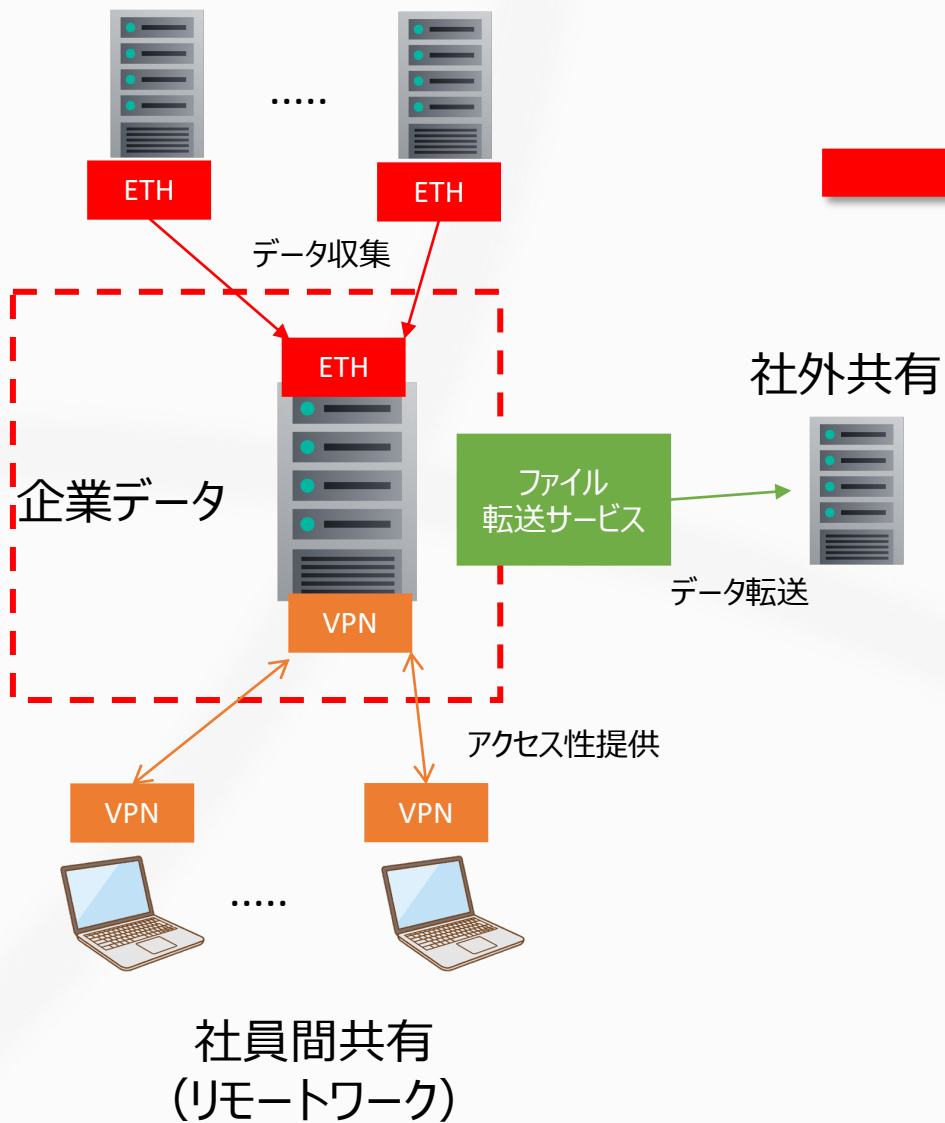 .....
ETH
ETH
データ収集
ETH
社外共有
企業データ
ファイル
転送サービス
データ転送
VPN
アクセス性提供
VPN
VPN
.....
社員間共有
(リモートワーク)